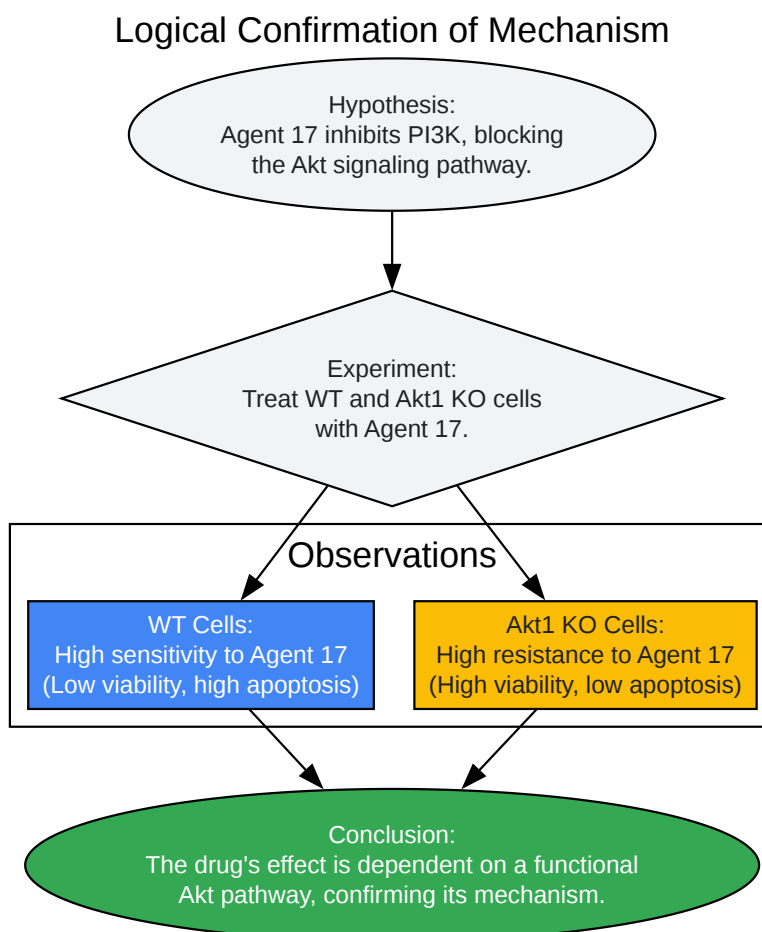 Logical Confirmation of Mechanism
Hypothesis:
Agent 17 inhibits PI3K, blocking
the Akt signaling pathway.
Experiment:
Treat WT and Akt1 KO cells
with Agent 17.
Observations
WT Cells:
High sensitivity to Agent 17
(Low viability, high apoptosis)
Akt1 KO Cells:
High resistance to Agent 17
(High viability, low apoptosis)
Conclusion:
The drug's effect is dependent on a functional
Akt pathway, confirming its mechanism.